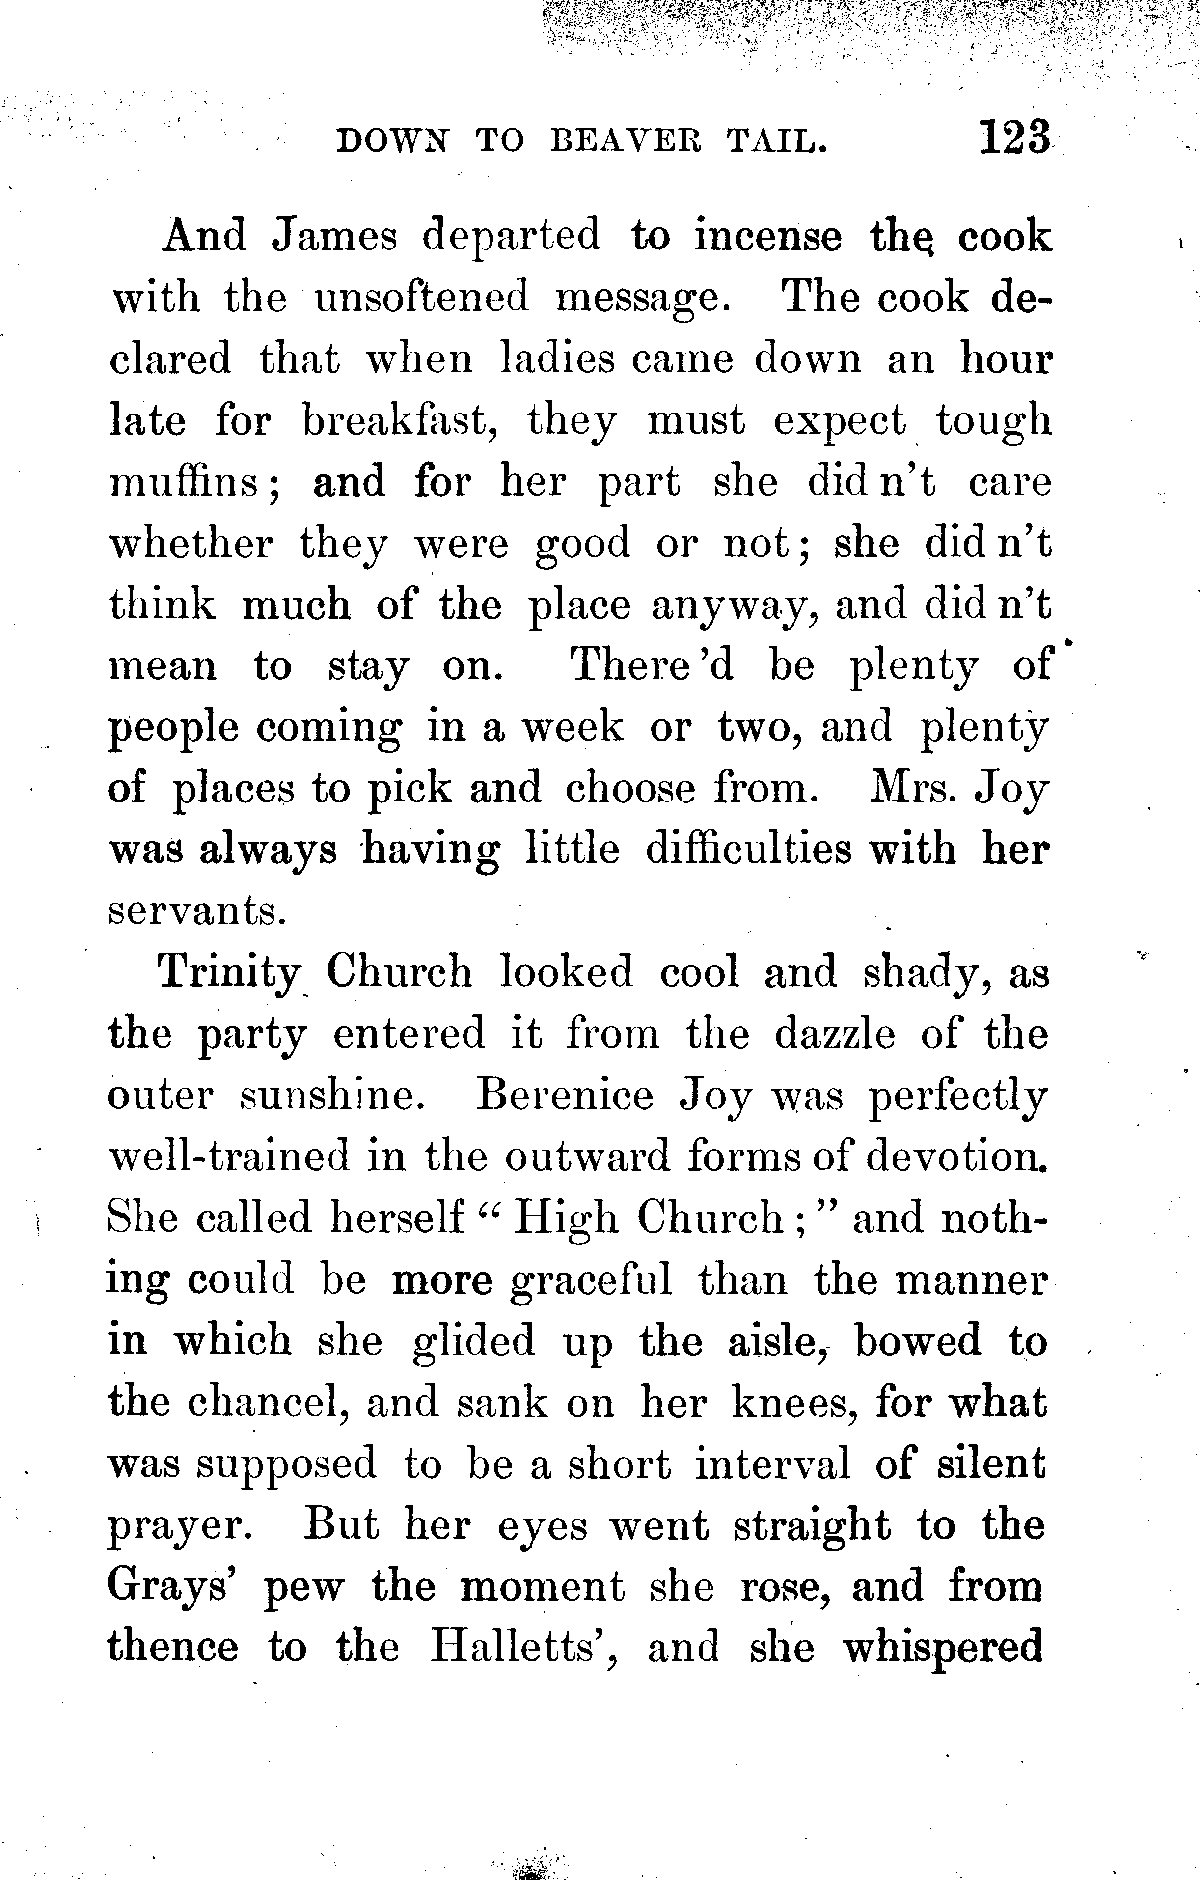 DOWN TO BEAVER TAIL. 123
And James departed to incense the cook
with the unsoftened message. The cook de-
clared that when ladies came down an hour
late for breakfast, they must expect tough
muffins; and for her part she did n't care
whether they were good or not; she did n't
think much of the place anyway, and did n't
mean to stay on. There 'd be plenty of
people coming in a week or two, and plenty
of places to pick and choose from. Mrs. Joy
was always having little difficulties with her
servants.
Trinity Church looked cool and shady, as
the party entered it from the dazzle of the
outer sunshine. Berenice Joy was perfectly
well-trained in the outward forms of devotion.
She called herself “ High Church ; ” and noth-
ing could be more graceful than the manner
in which she glided up the aisle, bowed to
the chancel, and sank on her knees, for what
was supposed to be a short interval of silent
prayer. But her eyes went straight to the
Grays' pew the moment she rose, and from
thence to the Halletts', and she whispered